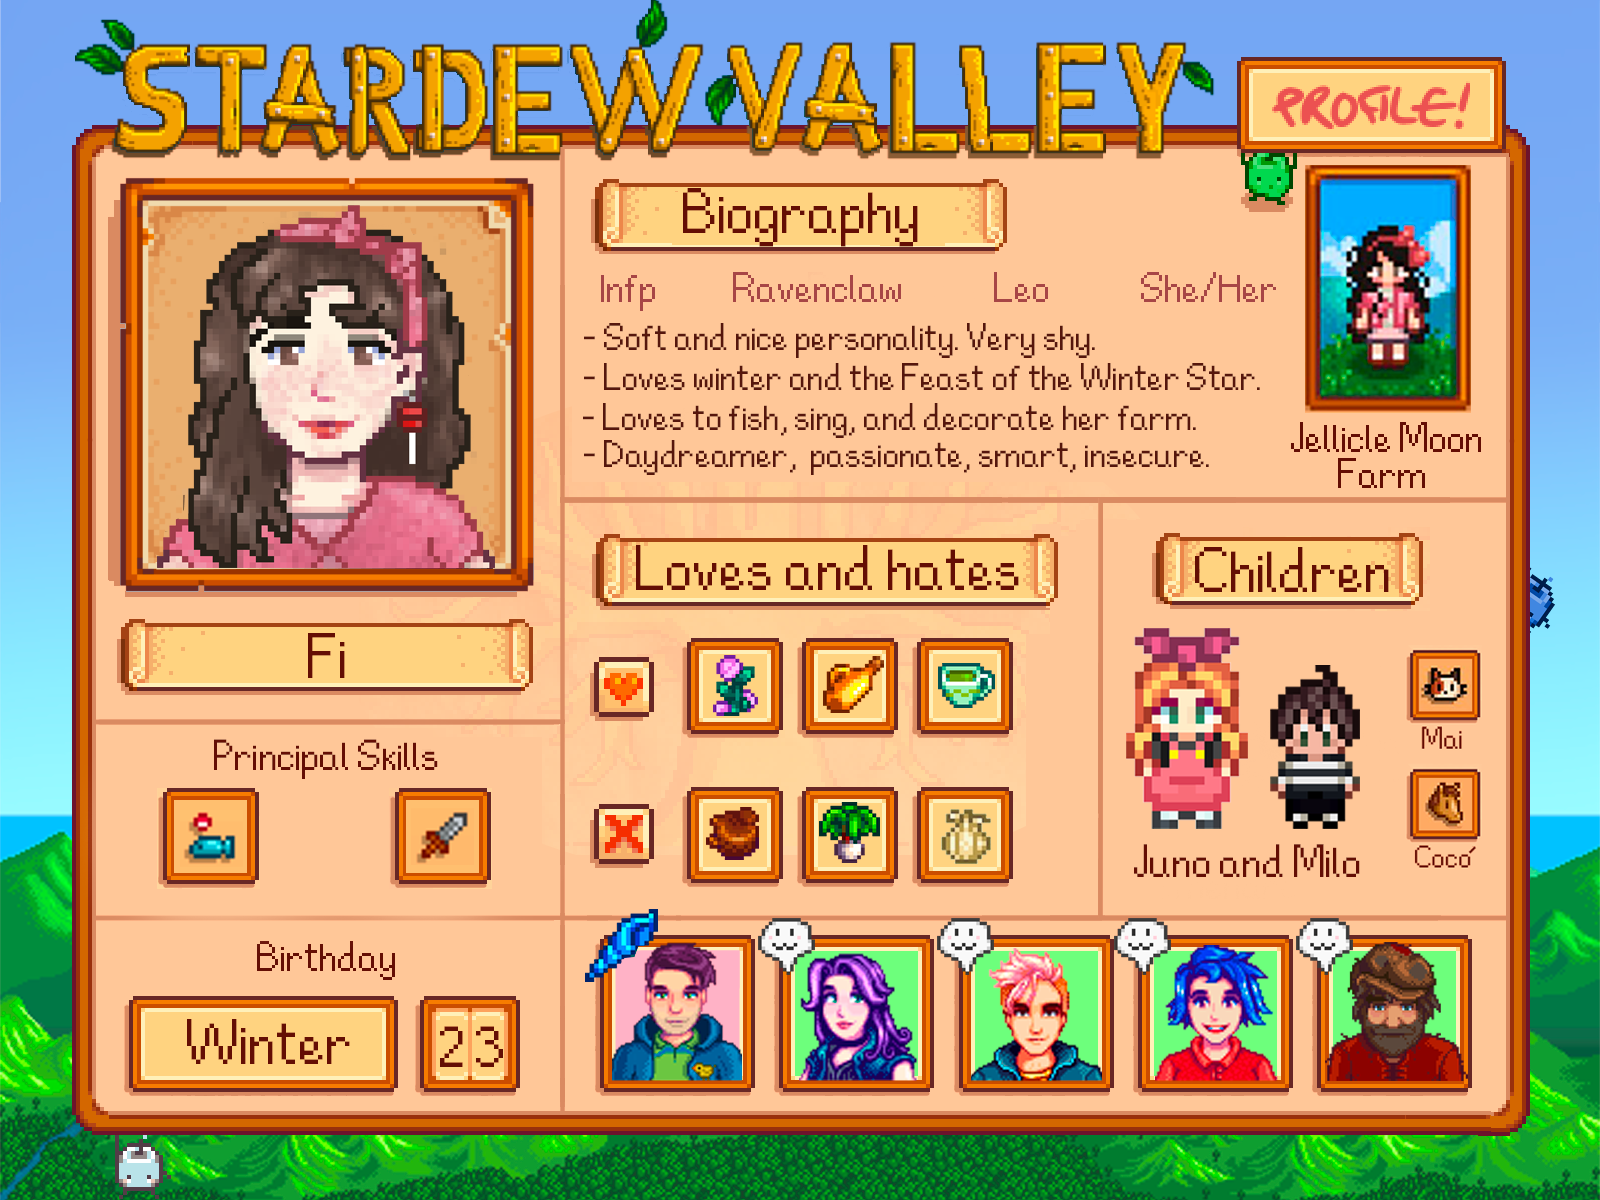 STARDEW VALLEY
PROFILE!
Biography
Infp Ravenclaw Leo She/Her
- Soft and nice personality. Very shy.
- Loves winter and the Feast of the Winter Star.
- Loves to fish, sing, and decorate her farm.
- Daydreamer, passionate, smart, insecure.
Jellicle Moon
Farm
Fi
Loves and hates
Children
Principal Skills
Mai
Juno and Milo
Cocó
Birthday
Winter 23